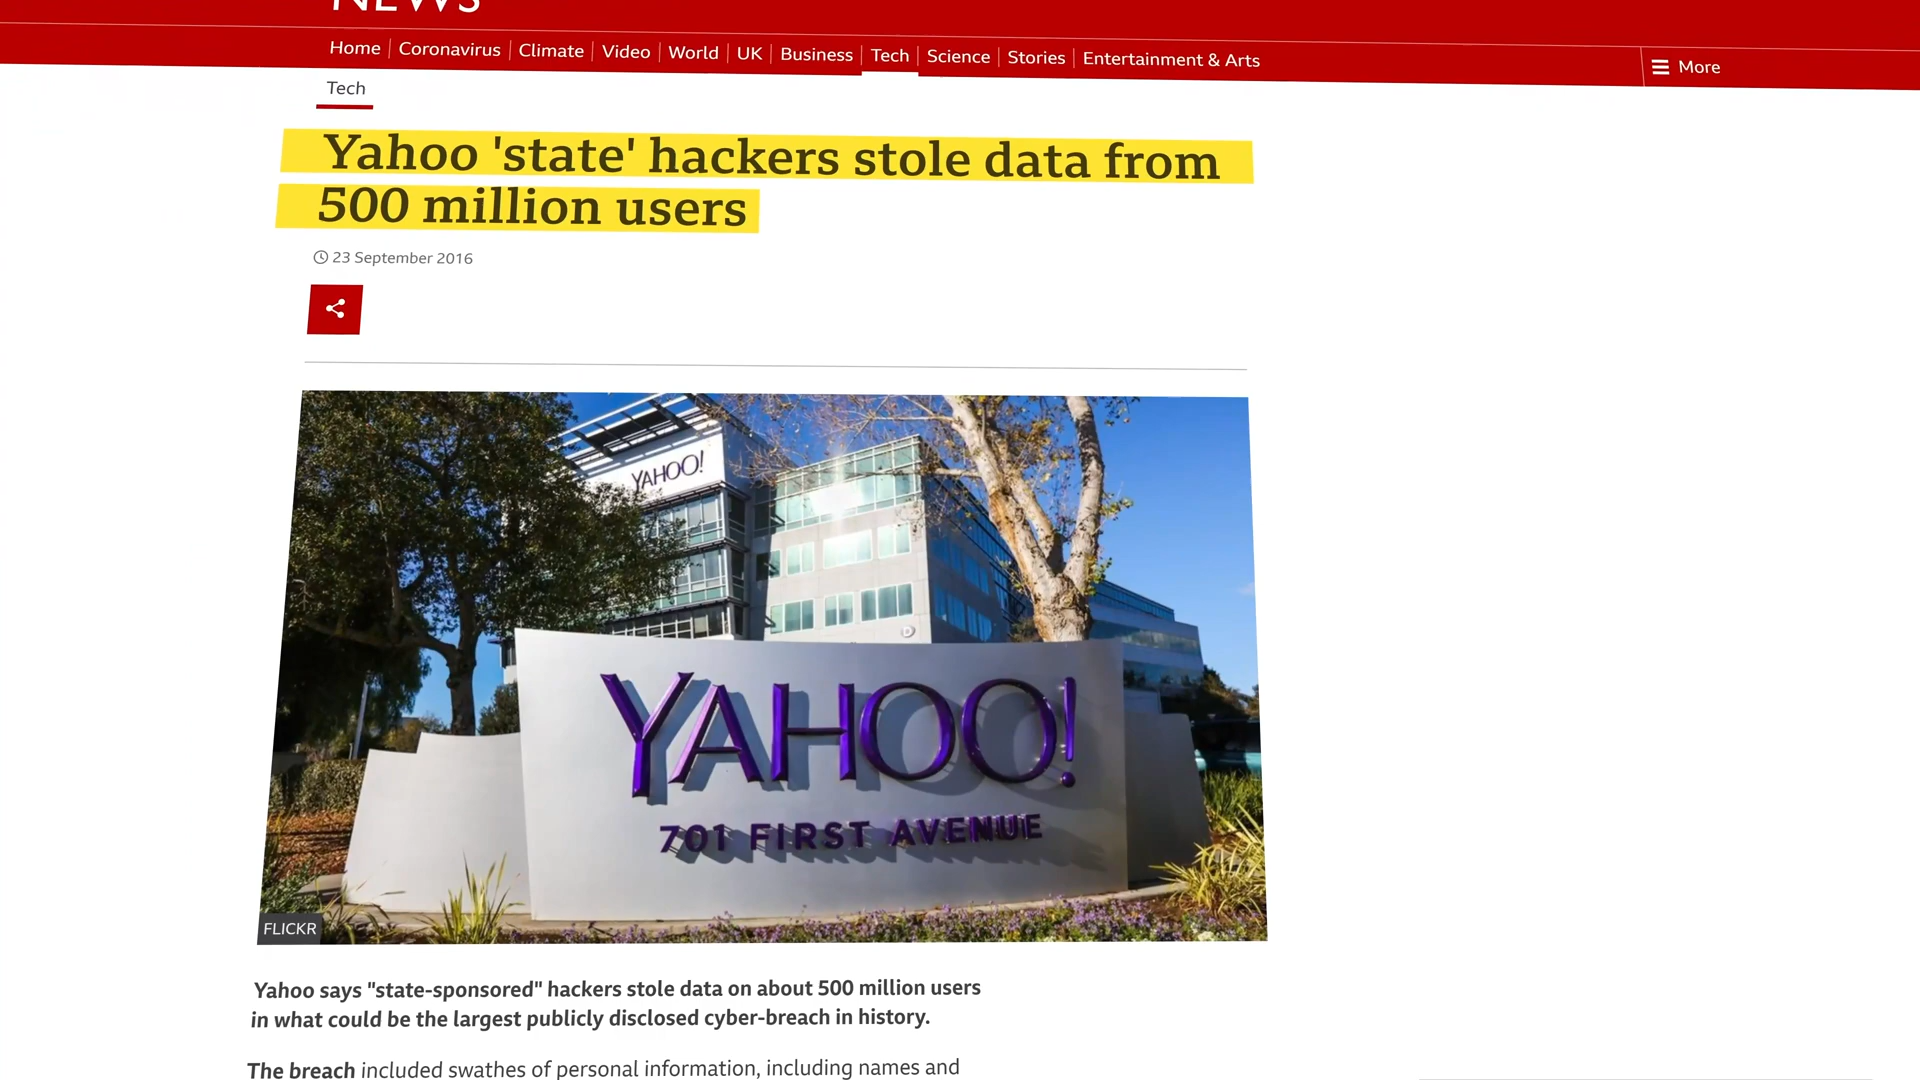 NEWS
Home Coronavirus Climate Video World UK Business Tech Science Stories Entertainment & Arts More
Tech
Yahoo 'state' hackers stole data from
500 million users
23 September 2016
YAHOO!
YAHOO!
701 FIRST AVENUE
FLICKR
Yahoo says "state-sponsored" hackers stole data on about 500 million users
in what could be the largest publicly disclosed cyber-breach in history.
The breach included swathes of personal information, including names and